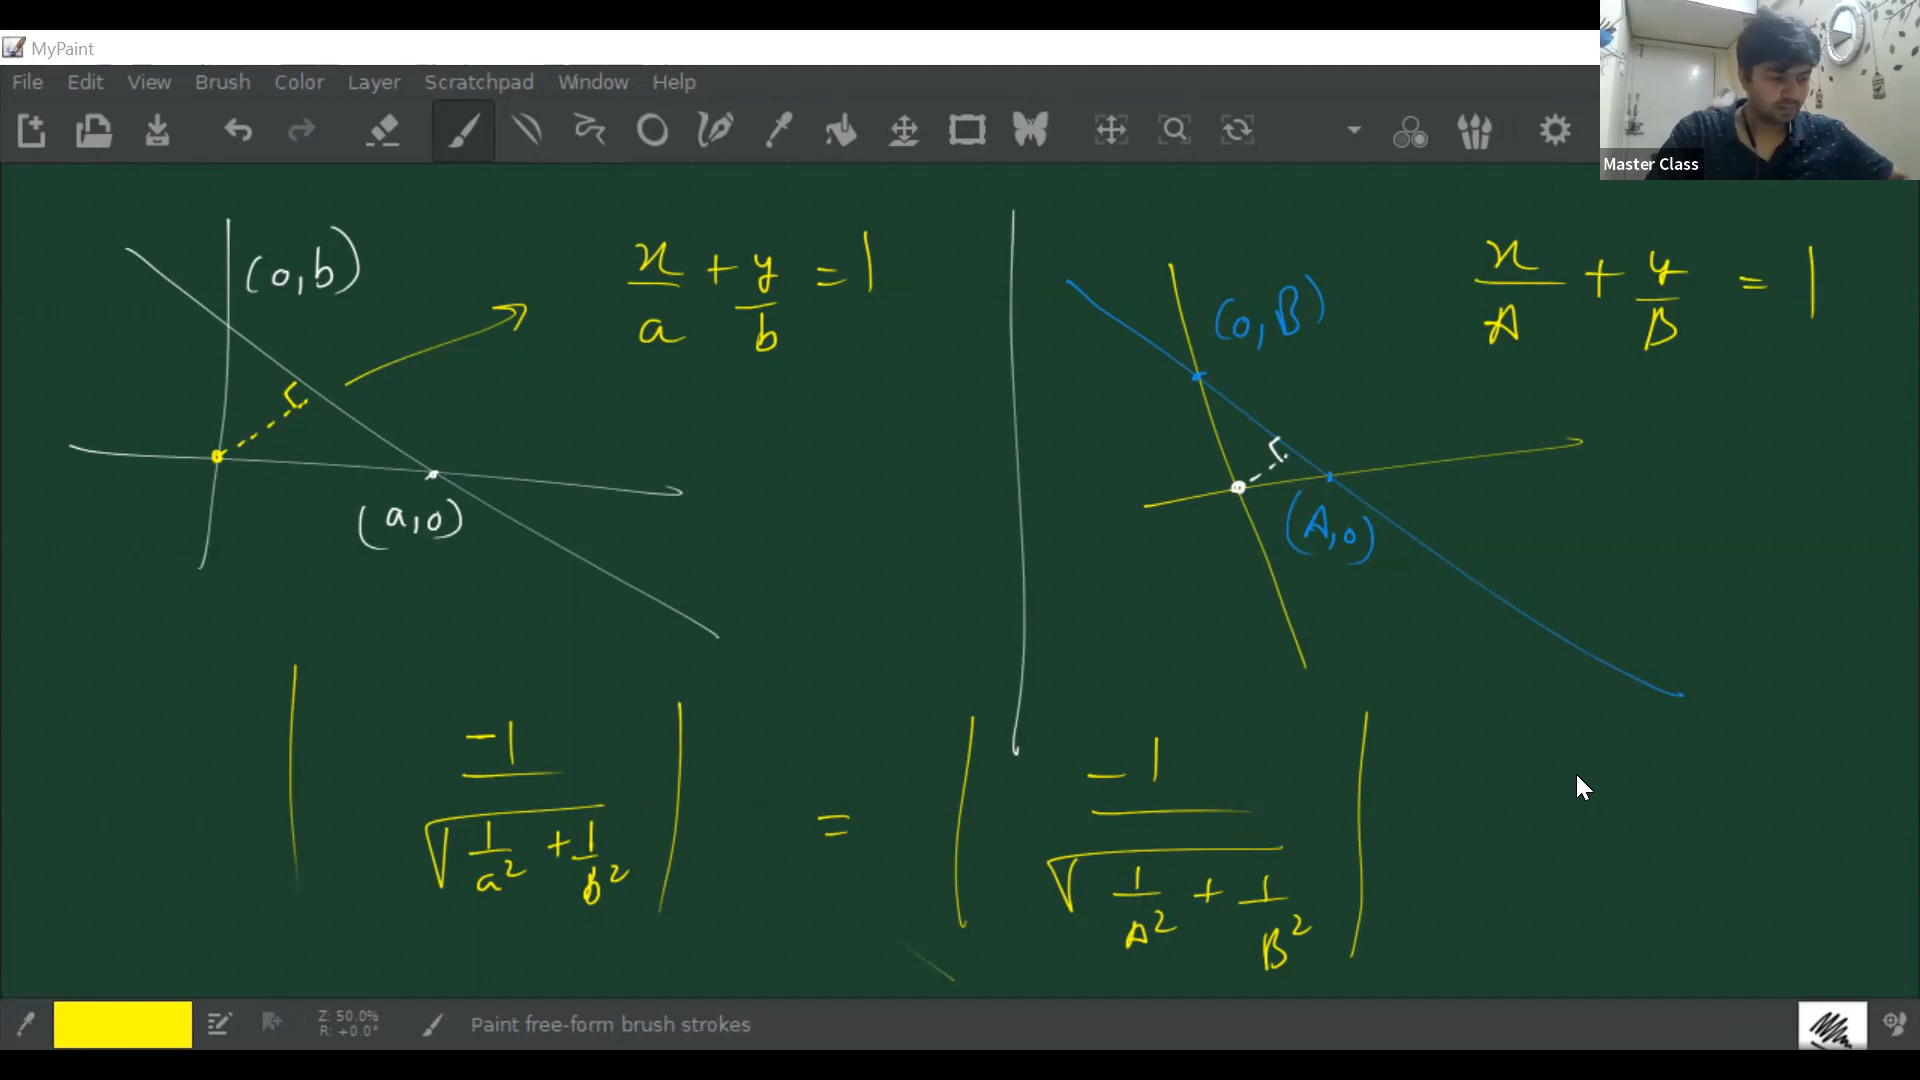 MyPaint
File Edit View Brush Color Layer Scratchpad Window Help
Master Class
(0,b)
x/a + y/b = 1
(a,0)
(0,B)
x/A + y/B = 1
(A,0)
| -1/√(1/a² + 1/b²) | = | -1/√(1/A² + 1/B²) |
Z: 50.0%
R: +0.0°
Paint free-form brush strokes